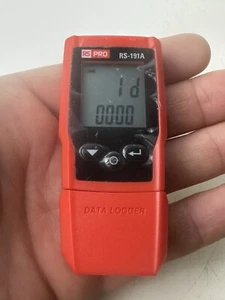 RS PRO RS-191A
1d
0000
DATA LOGGER